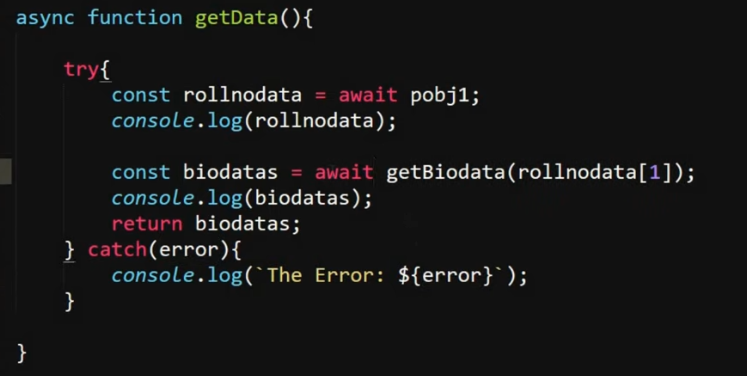 async function getData(){
try{
const rollnodata = await pobj1;
console.log(rollnodata);
const biodatas = await getBiodata(rollnodata[1]);
console.log(biodatas);
return biodatas;
} catch(error){
console.log(`The Error: ${error}`);
}
}